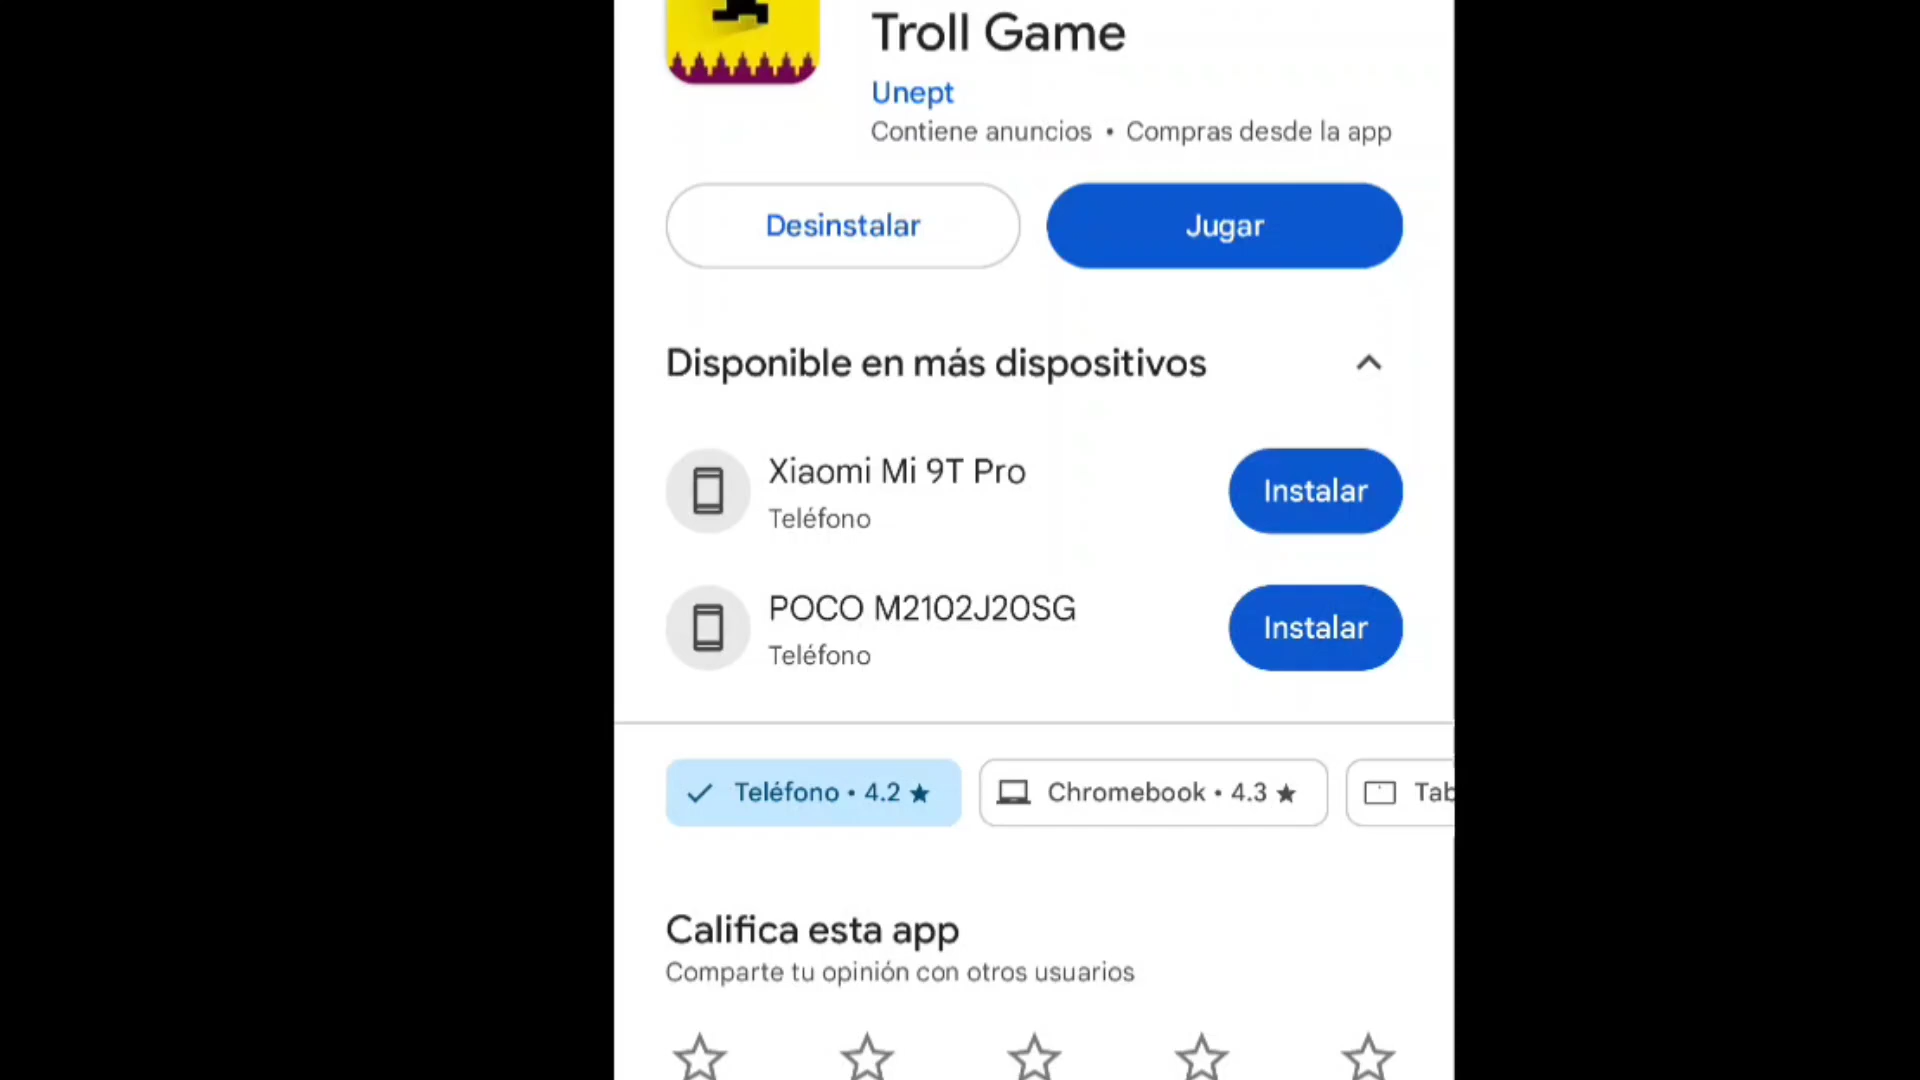 Troll Game
Unept
Contiene anuncios • Compras desde la app
Desinstalar
Jugar
Disponible en más dispositivos
Xiaomi Mi 9T Pro
Teléfono
Instalar
POCO M2102J20SG
Teléfono
Instalar
Teléfono • 4.2 ★
Chromebook • 4.3 ★
Tab
Califica esta app
Comparte tu opinión con otros usuarios